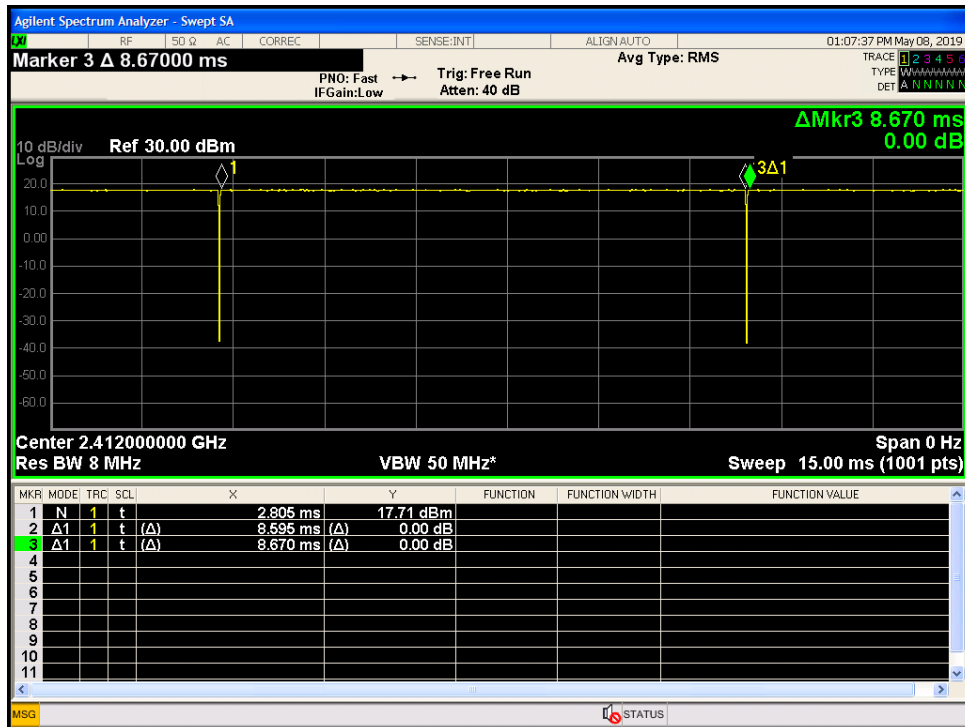 Agilent Spectrum Analyzer - Swept SA
LXI RF 50 Ω AC CORREC SENSE:INT ALIGN AUTO 01:07:37 PM May 08, 2019
Marker 3 Δ 8.67000 ms
PNO: Fast
IFGain:Low
Trig: Free Run
Atten: 40 dB
Avg Type: RMS
TRACE 1 2 3 4 5 6
TYPE WWWWWW
DET A N N N N N
ΔMkr3 8.670 ms
0.00 dB
10 dB/div Ref 30.00 dBm
Log
1
3Δ1
20.0
10.0
0.00
-10.0
-20.0
-30.0
-40.0
-50.0
-60.0
Center 2.412000000 GHz Span 0 Hz
Res BW 8 MHz VBW 50 MHz* Sweep 15.00 ms (1001 pts)
MKR MODE TRC SCL X Y FUNCTION FUNCTION WIDTH FUNCTION VALUE
1 N 1 t 2.805 ms 17.71 dBm
2 Δ1 1 t (Δ) 8.595 ms (Δ) 0.00 dB
3 Δ1 1 t (Δ) 8.670 ms (Δ) 0.00 dB
4
5
6
7
8
9
10
11
MSG STATUS